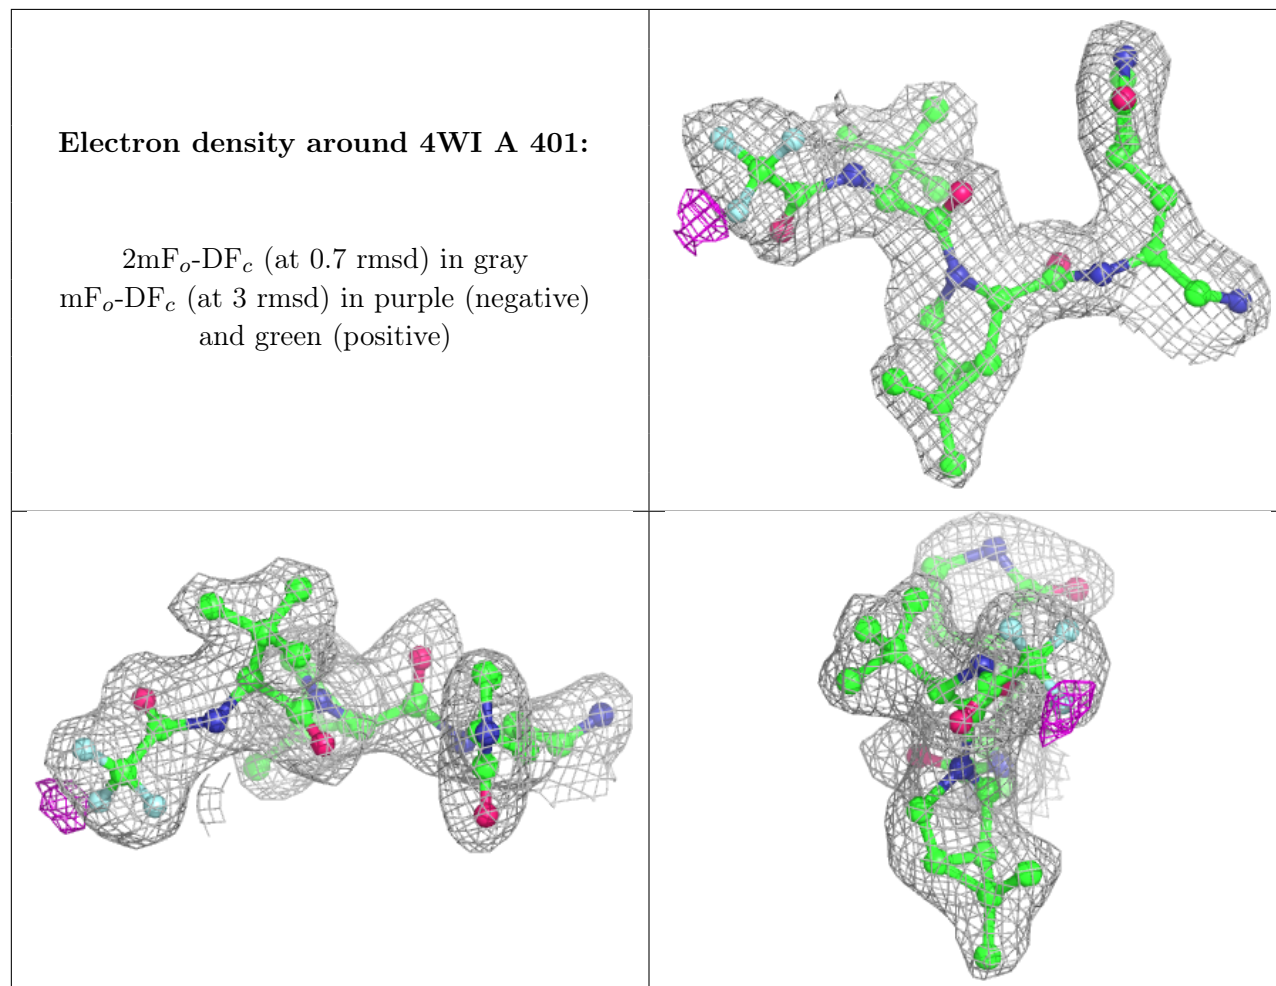 Electron density around 4WI A 401:
2mFo-DFc (at 0.7 rmsd) in gray
mFo-DFc (at 3 rmsd) in purple (negative)
and green (positive)